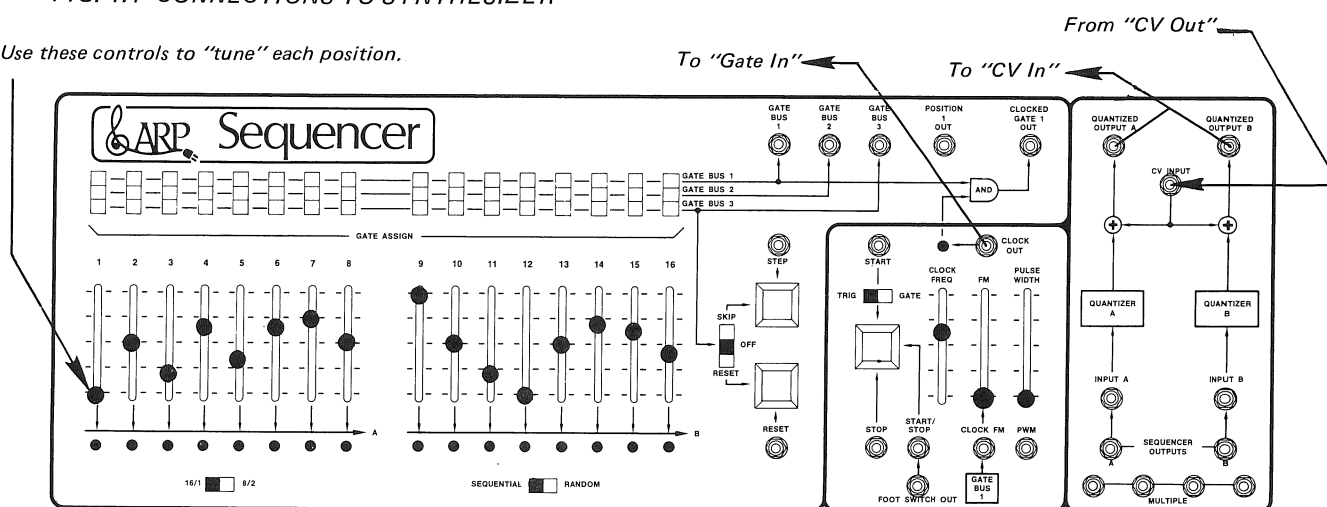 Use these controls to "tune" each position.
To "Gate In"
From "CV Out"
To "CV In"
ARP Sequencer
GATE BUS 1
GATE BUS 2
GATE BUS 3
POSITION 1 OUT
CLOCKED GATE 1 OUT
QUANTIZED OUTPUT A
QUANTIZED OUTPUT B
CV INPUT
GATE BUS 1
GATE BUS 2
GATE BUS 3
AND
GATE ASSIGN
1 2 3 4 5 6 7 8 9 10 11 12 13 14 15 16
STEP
START
CLOCK OUT
CLOCK FREQ
FM
PULSE WIDTH
TRIG
GATE
SKIP
OFF
RESET
QUANTIZER A
QUANTIZER B
INPUT A
INPUT B
A
B
RESET
STOP
START/STOP
CLOCK FM
PWM
SEQUENCER OUTPUTS
A
B
16/1
8/2
SEQUENTIAL
RANDOM
FOOT SWITCH OUT
GATE BUS 1
MULTIPLE